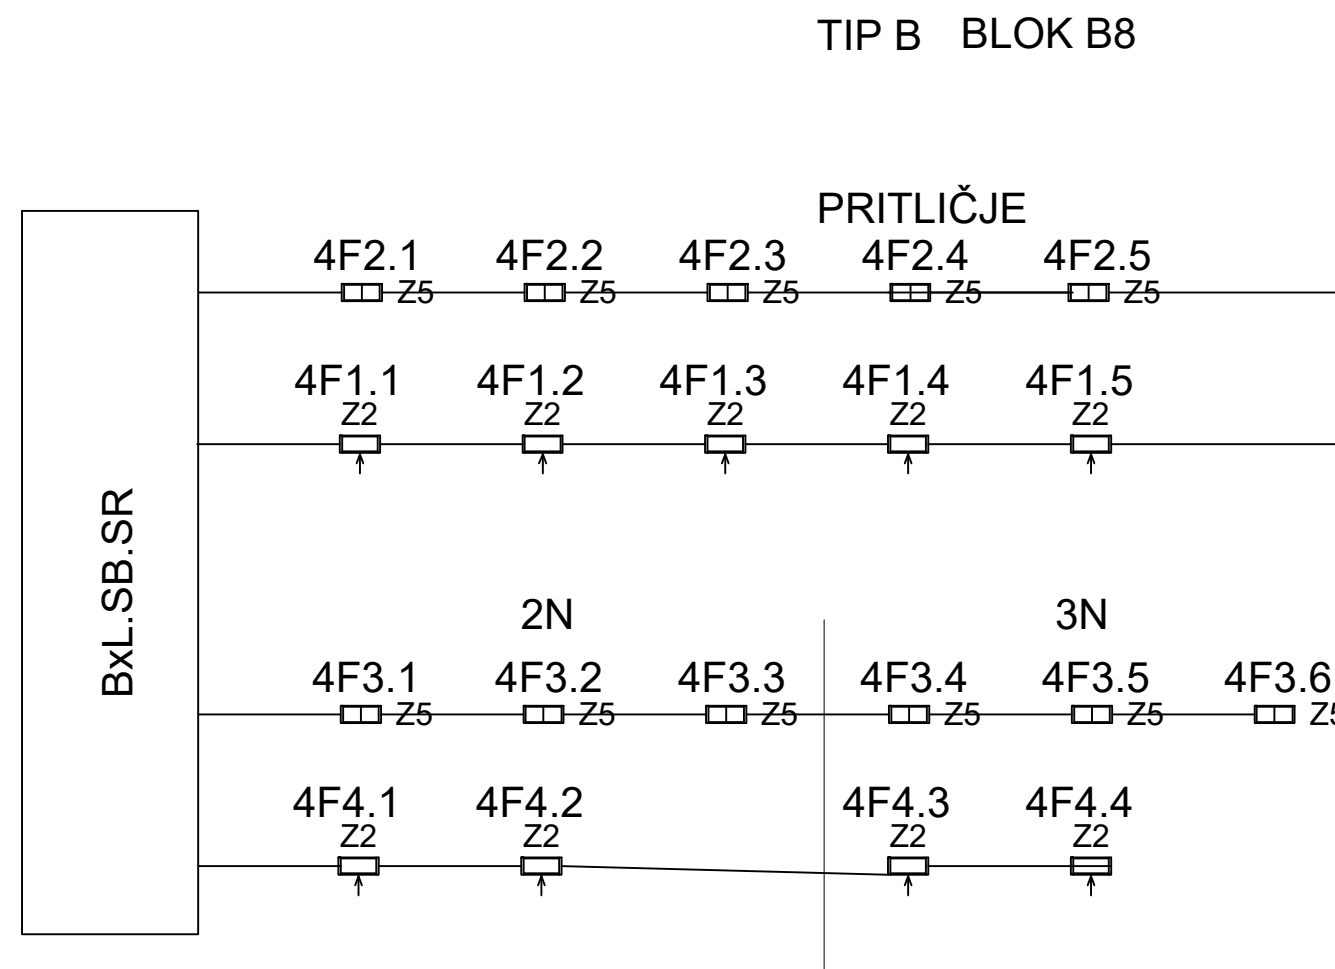 TIP B BLOK B8
PRITLIČJE
4F2.1 4F2.2 4F2.3 4F2.4 4F2.5
Z5 Z5 Z5 Z5 Z5
4F1.1 4F1.2 4F1.3 4F1.4 4F1.5
Z2 Z2 Z2 Z2 Z2
BxL.SB.SR
2N 3N
4F3.1 4F3.2 4F3.3 4F3.4 4F3.5 4F3.6
Z5 Z5 Z5 Z5 Z5 Z5
4F4.1 4F4.2 4F4.3 4F4.4
Z2 Z2 Z2 Z2